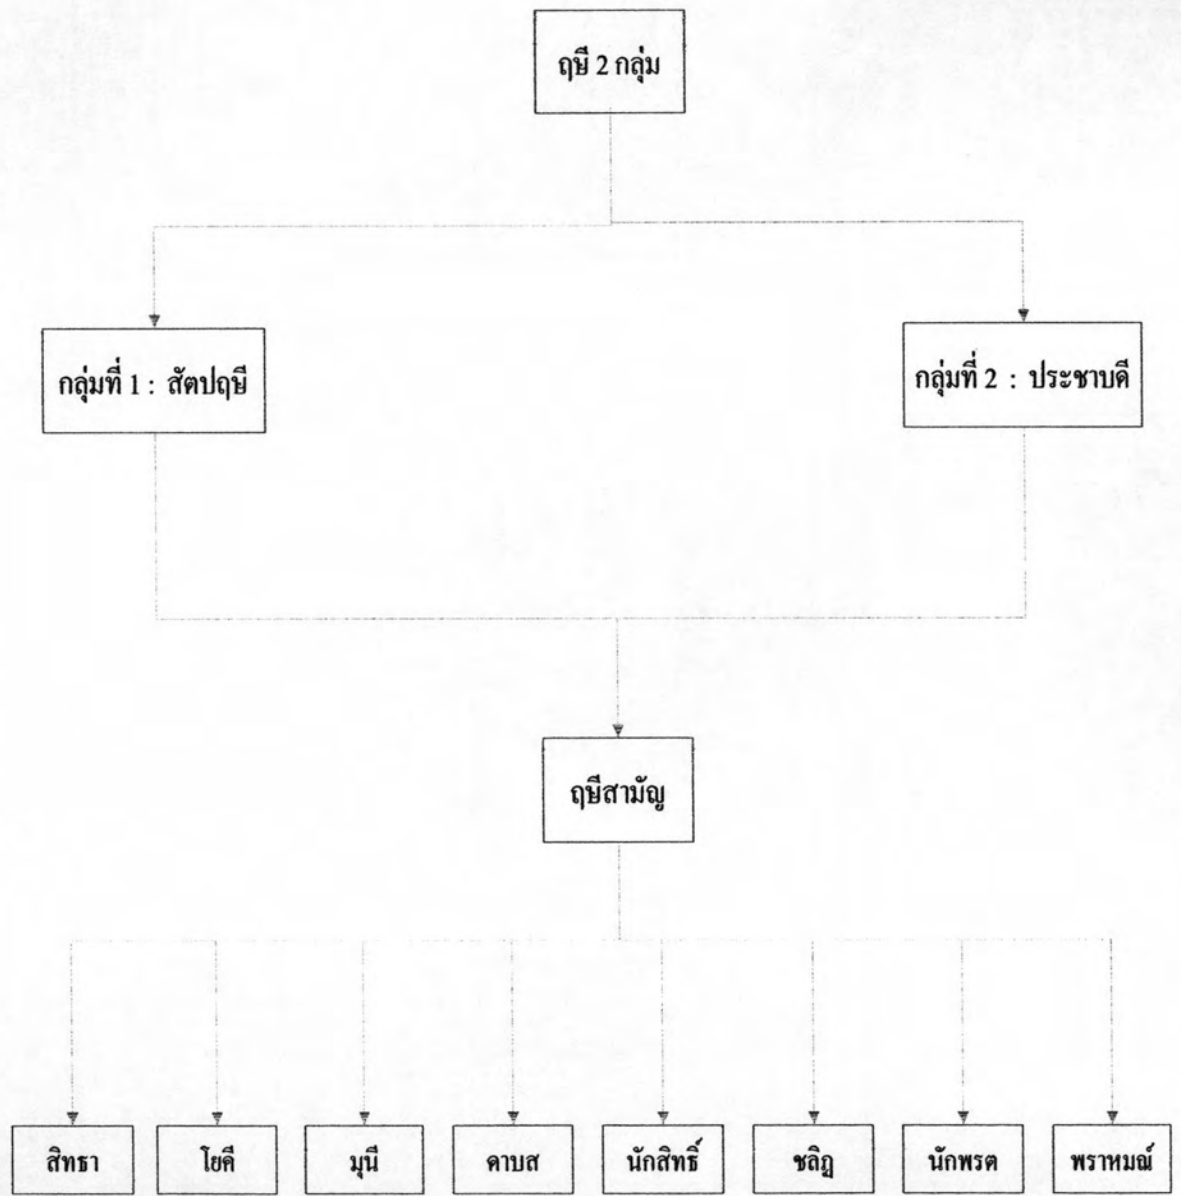 ฤษี 2 กลุ่ม
กลุ่มที่ 1 : สัตปฤษี
กลุ่มที่ 2 : ประชาบดี
ฤษีสามัญ
สิทธา
โยคี
มุนี
ดาบส
นักสิทธิ์
ชลิฎ
นักพรต
พราหมณ์